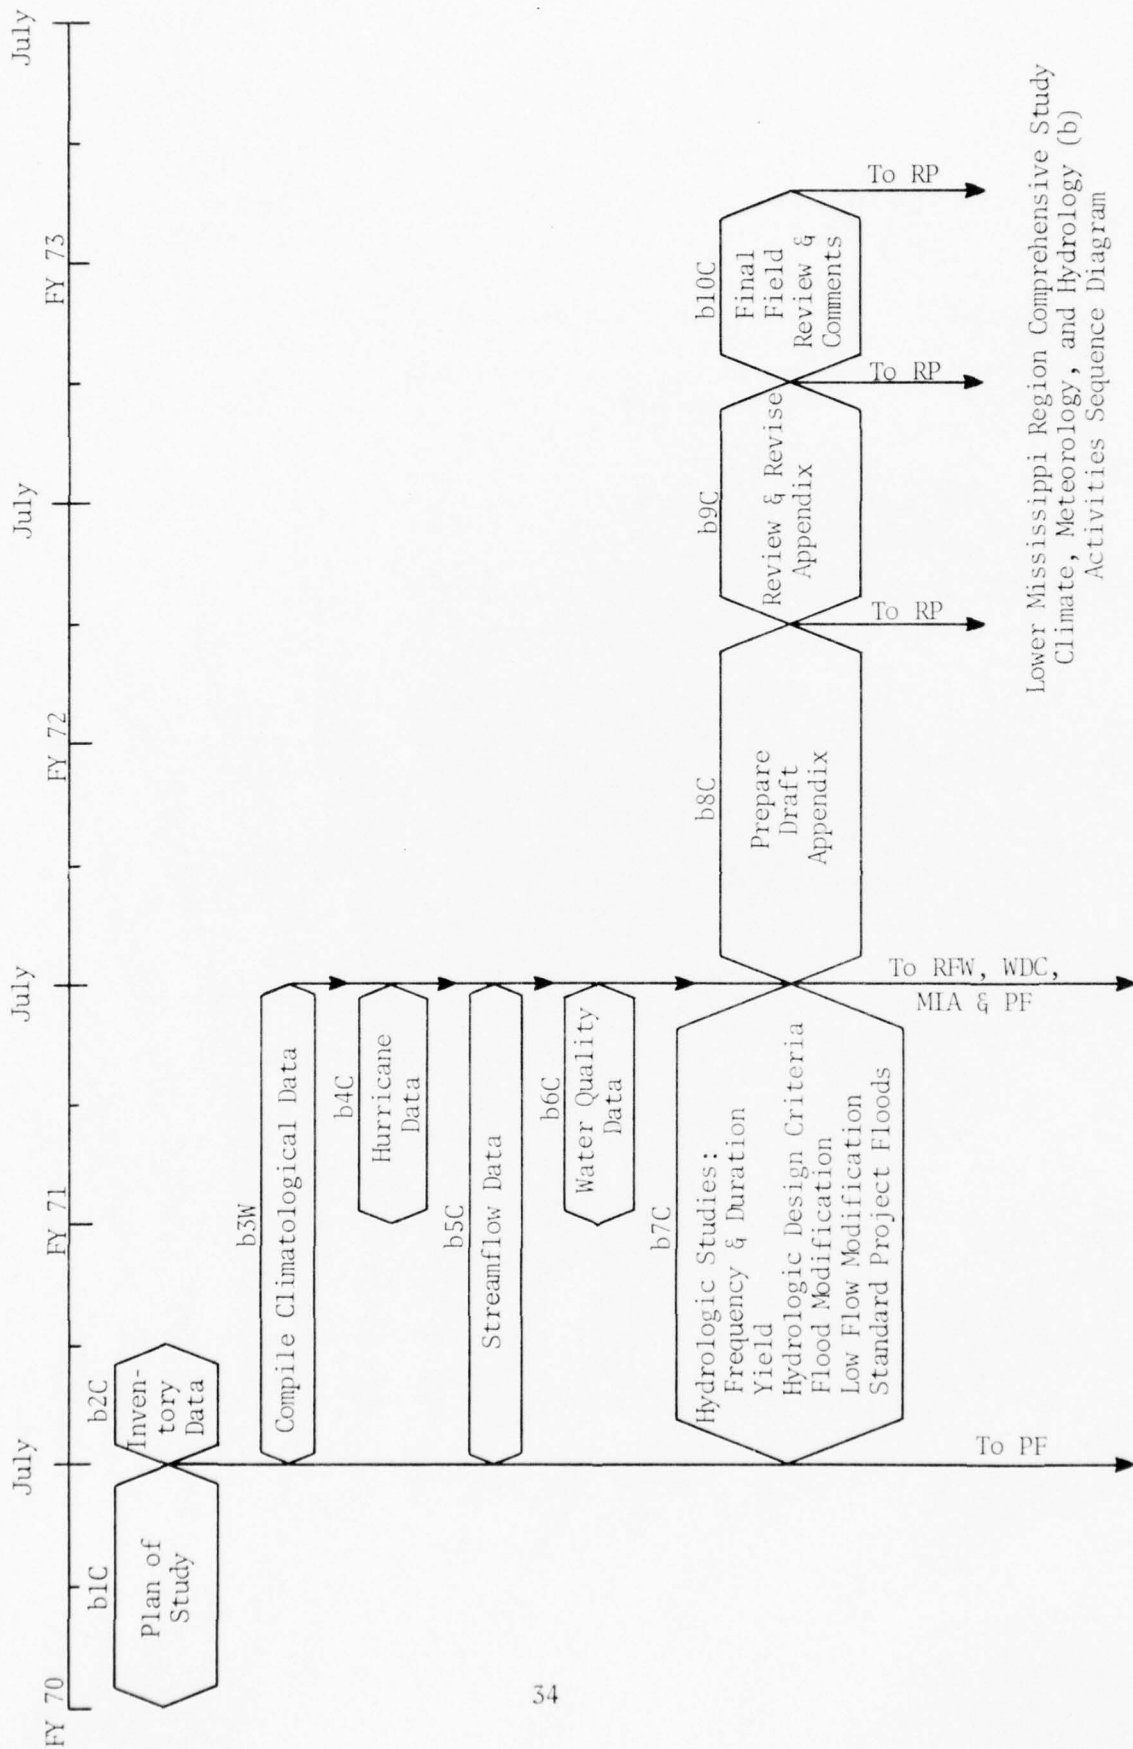 FY 70
July
FY 71
July
FY 72
July
FY 73
July
b1C
Plan of
Study
b2C
Inven-
tory
Data
b3W
Compile Climatological Data
b4C
Hurricane
Data
b5C
Streamflow Data
b6C
Water Quality
Data
b7C
Hydrologic Studies:
Frequency & Duration
Yield
Hydrologic Design Criteria
Flood Modification
Low Flow Modification
Standard Project Floods
b8C
Prepare
Draft
Appendix
b9C
Review & Revise
Appendix
b10C
Final
Field
Review &
Comments
To PF
To RFW, WDC,
MIA & PF
To RP
To RP
To RP
Lower Mississippi Region Comprehensive Study
Climate, Meteorology, and Hydrology (b)
Activities Sequence Diagram
34